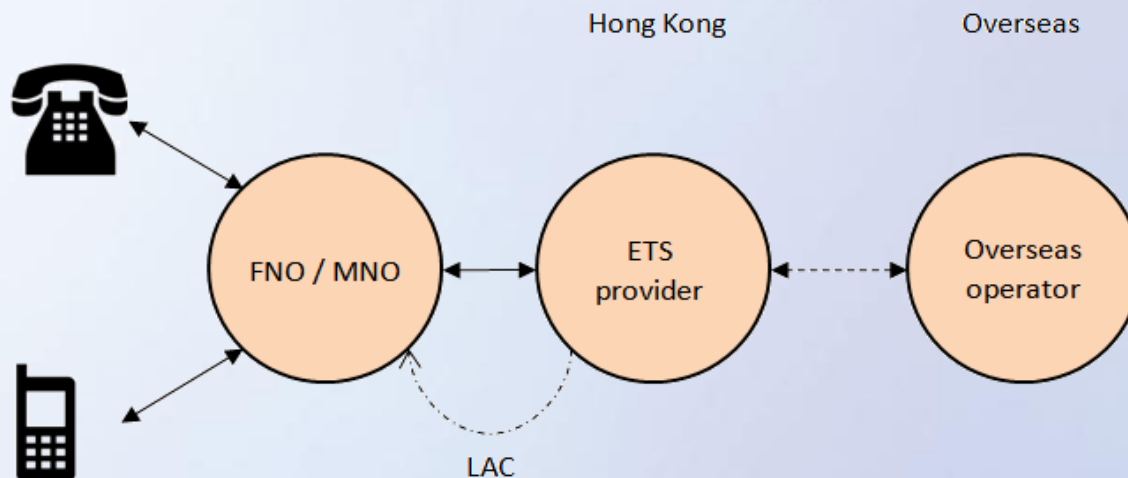 Hong Kong
Overseas
FNO / MNO
ETS
provider
Overseas
operator
LAC